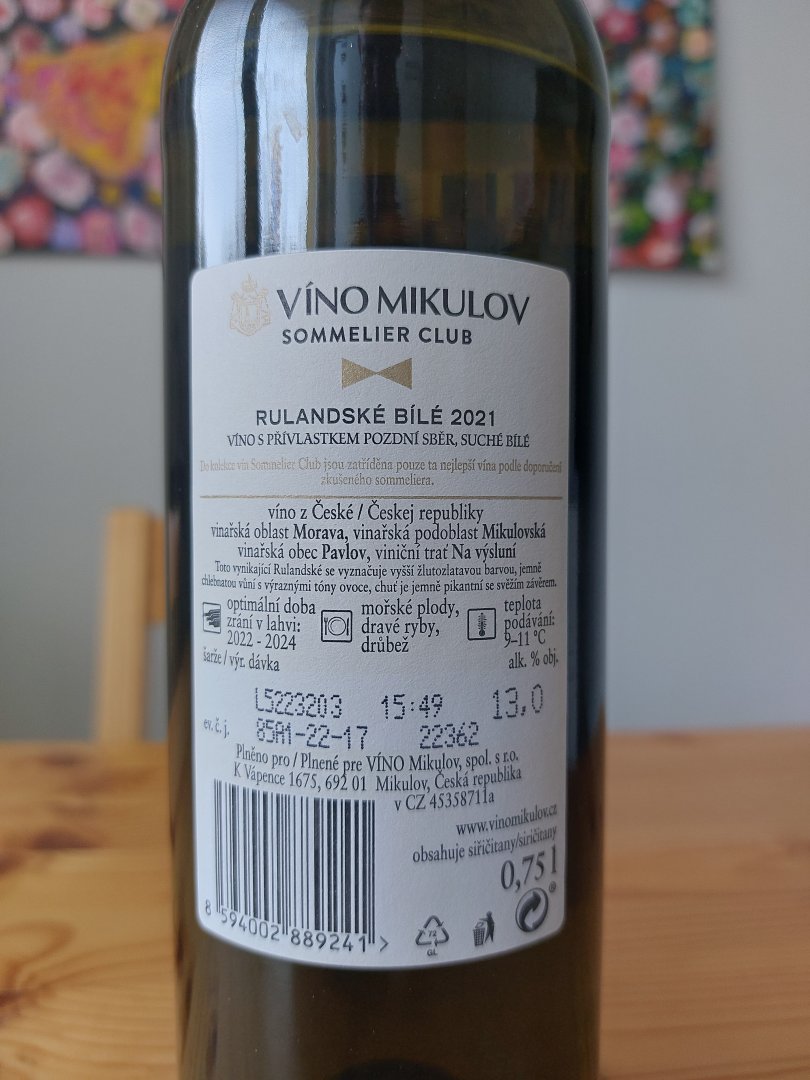 VÍNO MIKULOV
SOMMELIER CLUB
RULANDSKÉ BÍLÉ 2021
VÍNO S PŘÍVLASTKEM POZDNÍ SBĚR, SUCHÉ BÍLÉ
Do kolekce vín Sommelier Club jsou zatříděna pouze ta nejlepší vína podle doporučení
zkušeného sommeliera.
víno z České / Českej republiky
vinařská oblast Morava, vinařská podoblast Mikulovská
vinařská obec Pavlov, viniční trať Na výsluní
Toto vynikající Rulandské se vyznačuje vyšší žlutozlatavou barvou, jemně
chlebnatou vůní s výraznými tóny ovoce, chuť je jemně pikantní se svěžím závěrem.
optimální doba
zrání v lahvi:
2022 - 2024
mořské plody,
dravé ryby,
drůbež
teplota
podávání:
9-11 °C
šarže / výr. dávka
alk. % obj.
L5223203 15:49 13,0
ev. č. j. 85A1-22-17 22362
Plněno pro / Plnené pre VÍNO Mikulov, spol. s r.o.
K Vápence 1675, 692 01 Mikulov, Česká republika
v CZ 45358711a
www.vinomikulov.cz
obsahuje siřičitany/siričitany
0,75 l
8 594002 889241 >
72
GL
®